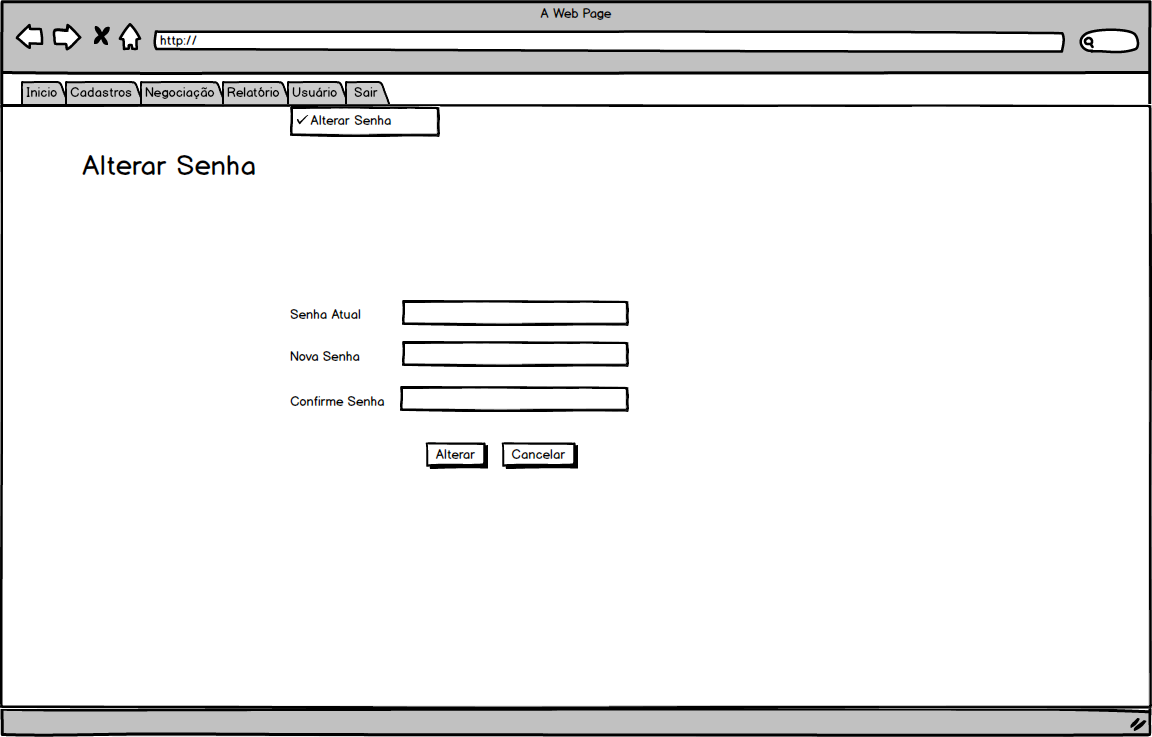 A Web Page
http://
Inicio Cadastros Negociação Relatório Usuário Sair
Alterar Senha
Alterar Senha
Senha Atual
Nova Senha
Confirme Senha
Alterar Cancelar